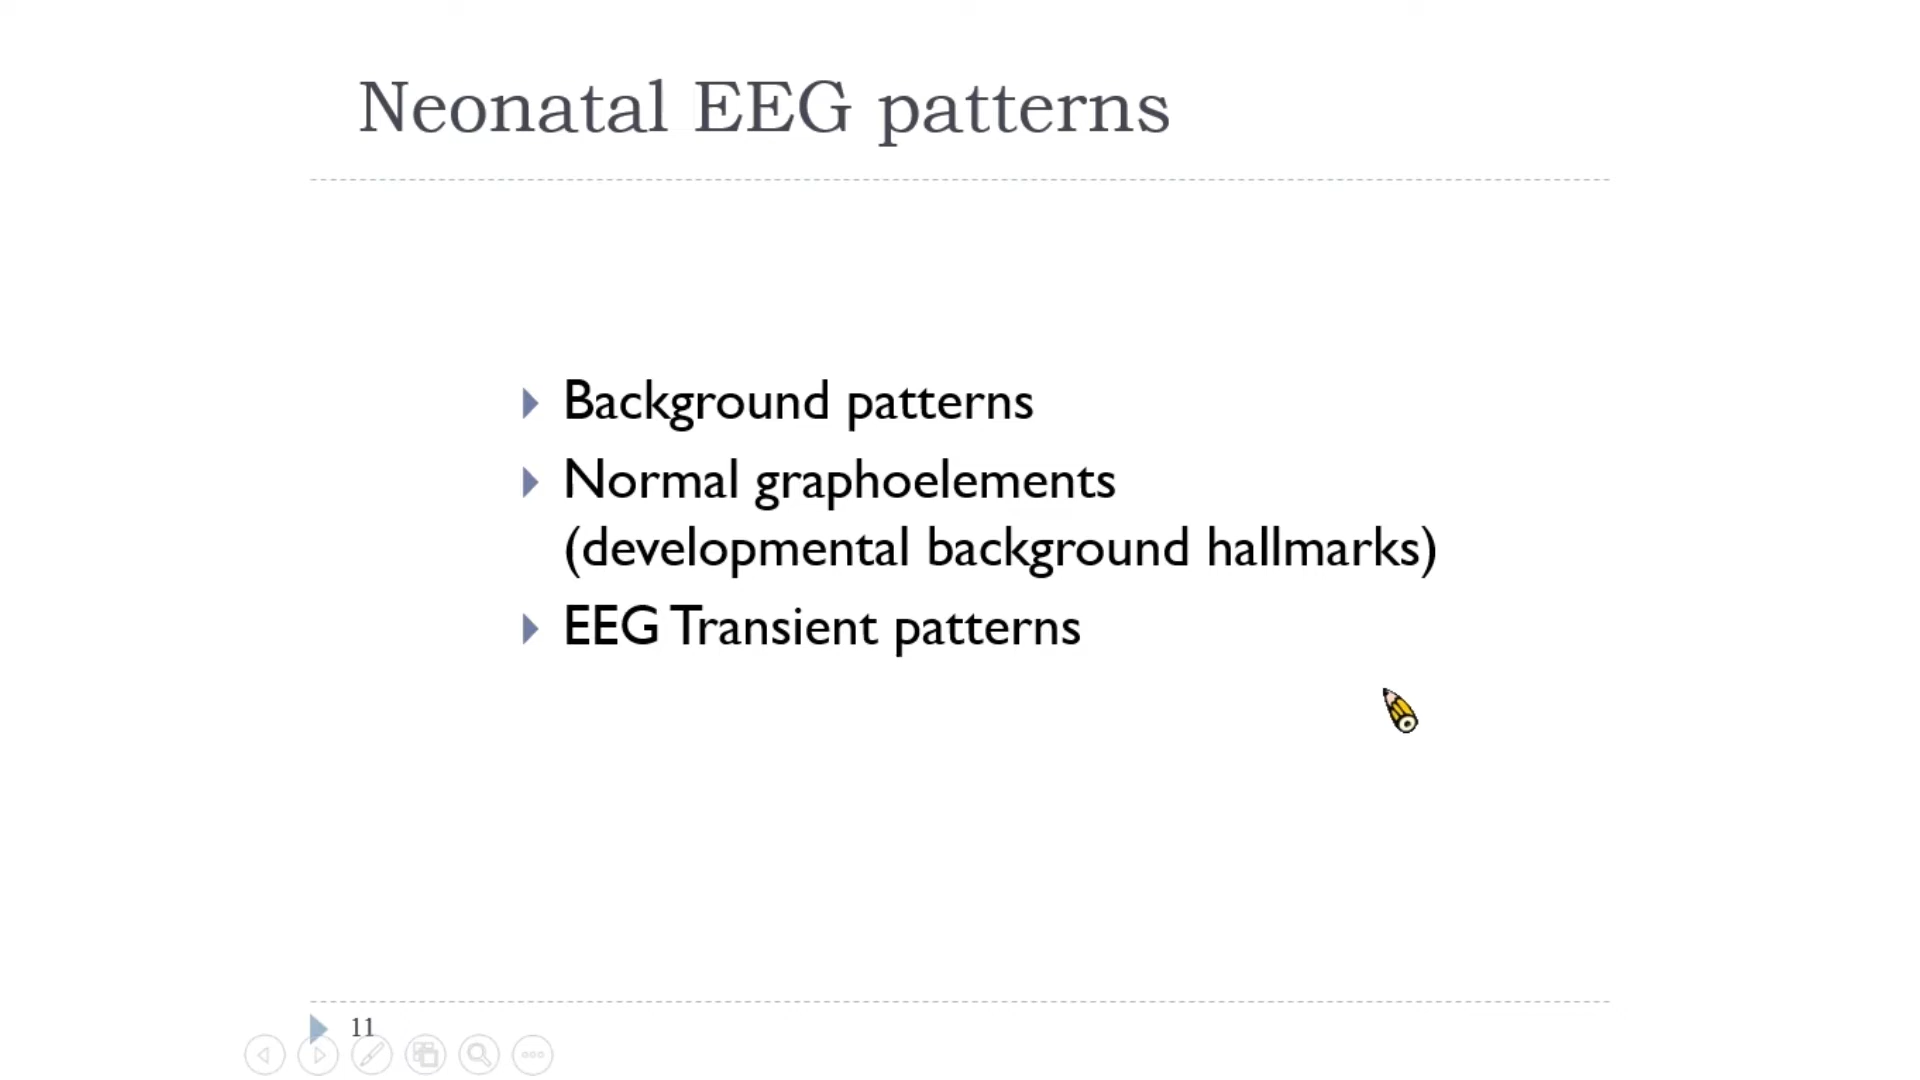 Neonatal EEG patterns
Background patterns
Normal graphoelements
(developmental background hallmarks)
EEG Transient patterns
11